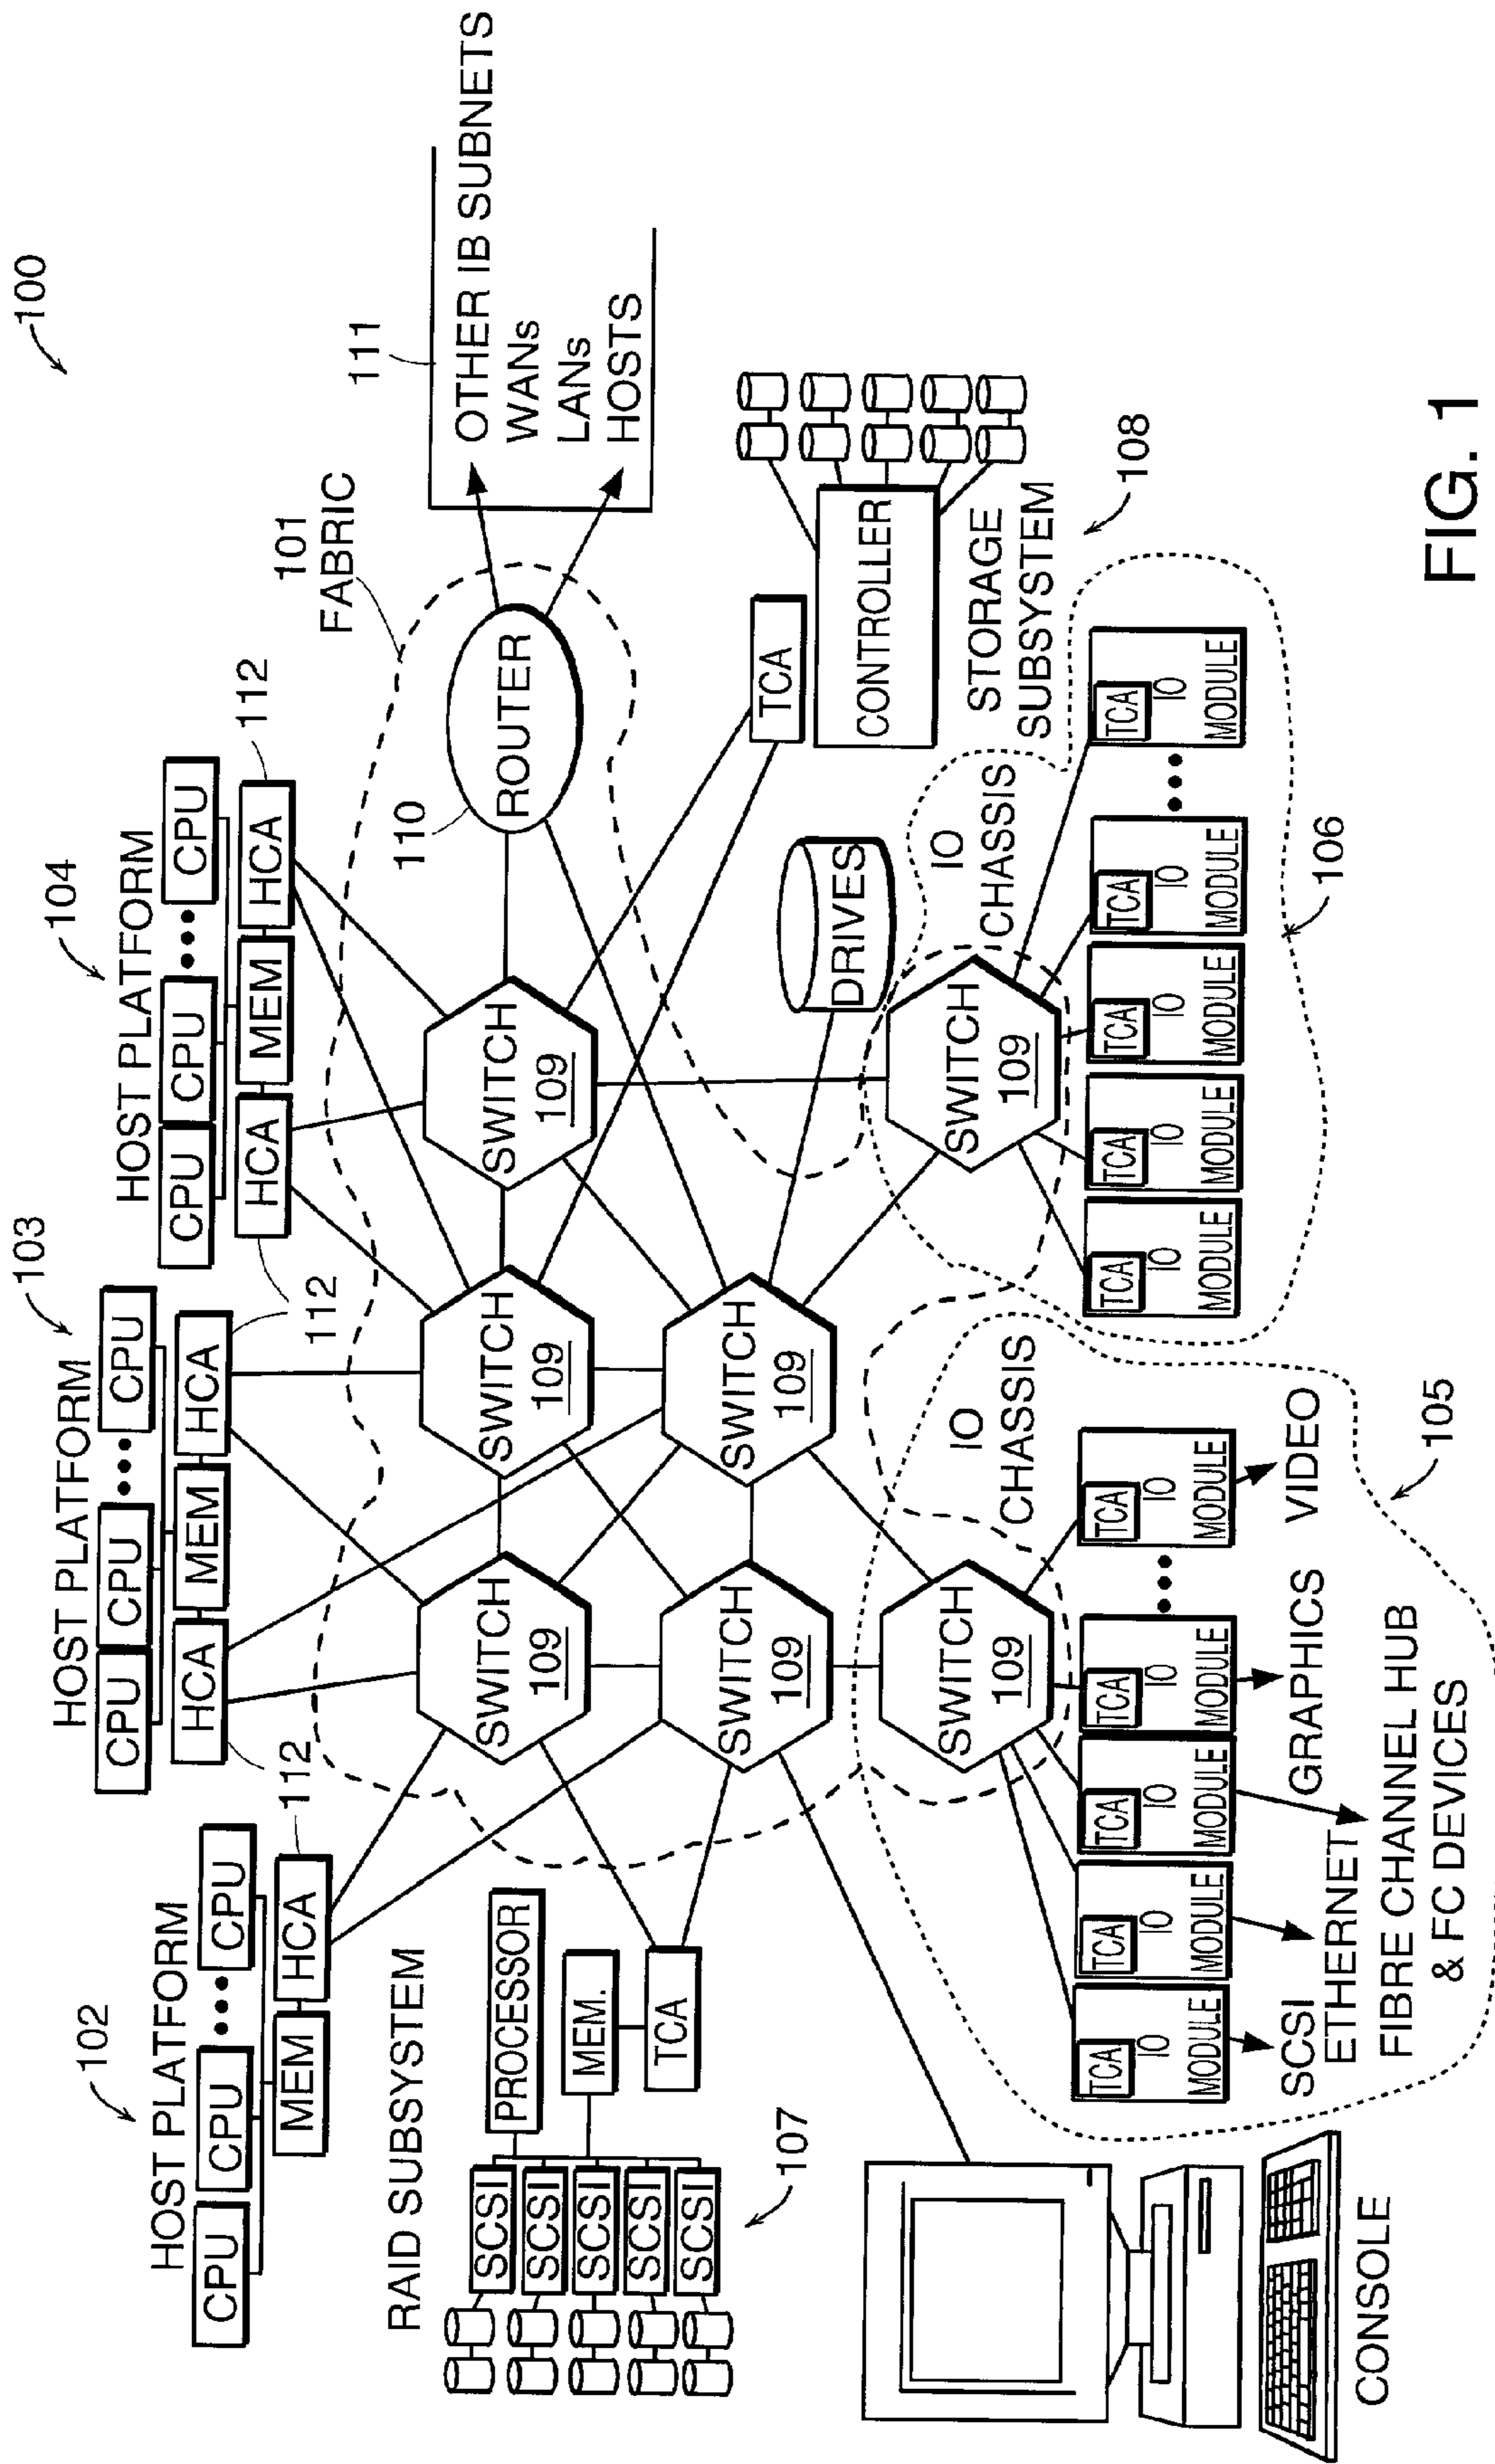 100
102
HOST PLATFORM
CPU
CPU
CPU
MEM
HCA
112
103
HOST PLATFORM
CPU
CPU
CPU
HCA
MEM
HCA
112
112
104
HOST PLATFORM
CPU
CPU
CPU
HCA
MEM
HCA
112
101
FABRIC
110
ROUTER
111
OTHER IB SUBNETS
WANs
LANs
HOSTS
RAID SUBSYSTEM
PROCESSOR
SCSI
SCSI
SCSI
SCSI
SCSI
MEM.
TCA
107
SWITCH
109
SWITCH
109
SWITCH
109
SWITCH
109
SWITCH
109
SWITCH
109
SWITCH
109
DRIVES
TCA
CONTROLLER
STORAGE
SUBSYSTEM
108
IO
CHASSIS
IO
CHASSIS
TCA
IO
MODULE
TCA
IO
MODULE
TCA
IO
MODULE
TCA
IO
MODULE
TCA
IO
MODULE
SCSI
ETHERNET
FIBRE CHANNEL HUB
& FC DEVICES
GRAPHICS
VIDEO
105
TCA
IO
MODULE
TCA
IO
MODULE
TCA
IO
MODULE
TCA
IO
MODULE
TCA
IO
MODULE
106
CONSOLE
FIG. 1